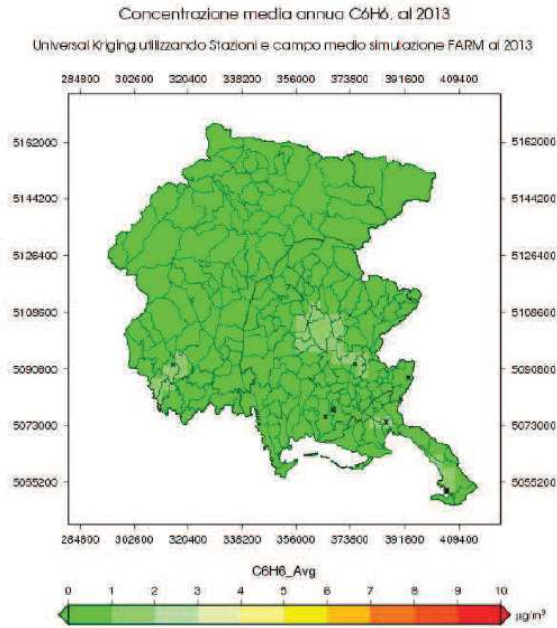 Concentrazione media annua C6H6, al 2013
Universal Kriging utilizzando Stazioni e campo medio simulazione FARM al 2013
284800 302600 320400 338200 356000 373800 391600 409400
5162000 5162000
5144200 5144200
5126400 5126400
5108600 5108600
5090800 5090800
5073000 5073000
5055200 5055200
284800 302600 320400 338200 356000 373800 391600 409400
C6H6_Avg
0 1 2 3 4 5 6 7 8 9 10
µg/m³